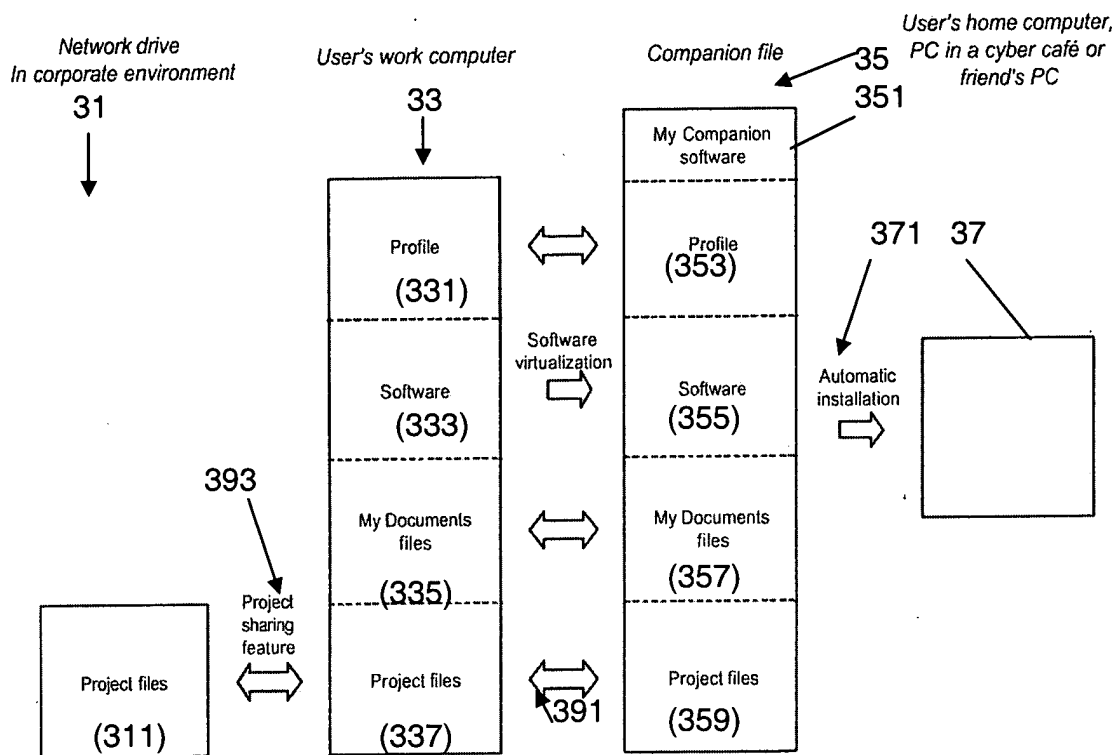 Network drive
In corporate environment
31
User's work computer
33
Companion file
35
351
User's home computer,
PC in a cyber café or
friend's PC
My Companion
software
Profile
(331)
Profile
(353)
371
37
Software
virtualization
Software
(333)
Software
(355)
Automatic
installation
393
My Documents
files
(335)
My Documents
files
(357)
Project
sharing
feature
Project files
(311)
Project files
(337)
391
Project files
(359)